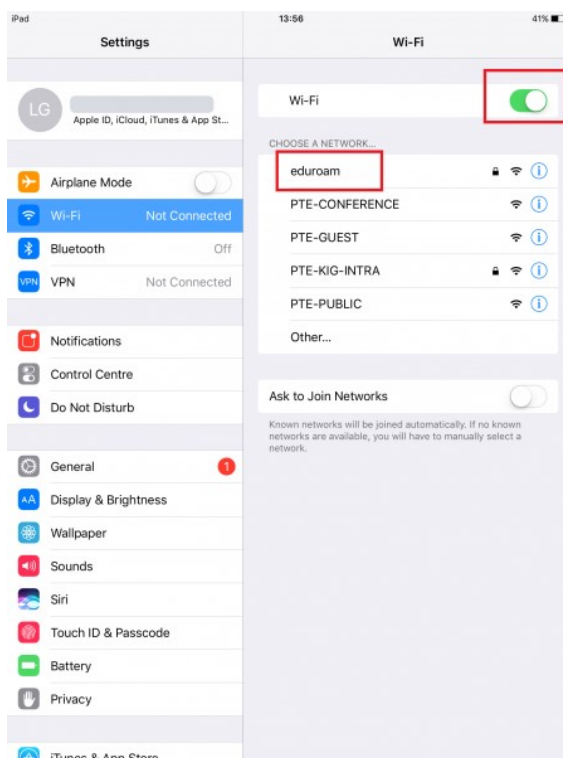 iPad 13:56 41%
Settings
Wi-Fi
LG
Apple ID, iCloud, iTunes & App St...
Airplane Mode
Wi-Fi Not Connected
Bluetooth Off
VPN VPN Not Connected
Notifications
Control Centre
Do Not Disturb
General 1
AA Display & Brightness
Wallpaper
Sounds
Siri
Touch ID & Passcode
Battery
Privacy
iTunes & App Store
Wi-Fi
CHOOSE A NETWORK...
eduroam
PTE-CONFERENCE
PTE-GUEST
PTE-KIG-INTRA
PTE-PUBLIC
Other...
Ask to Join Networks
Known networks will be joined automatically. If no known
networks are available, you will have to manually select a
network.